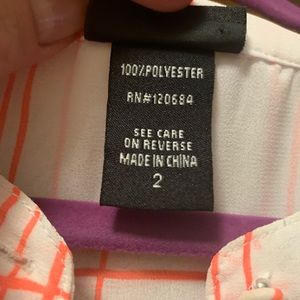 100%POLYESTER
RN#120684
SEE CARE
ON REVERSE
MADE IN CHINA
2